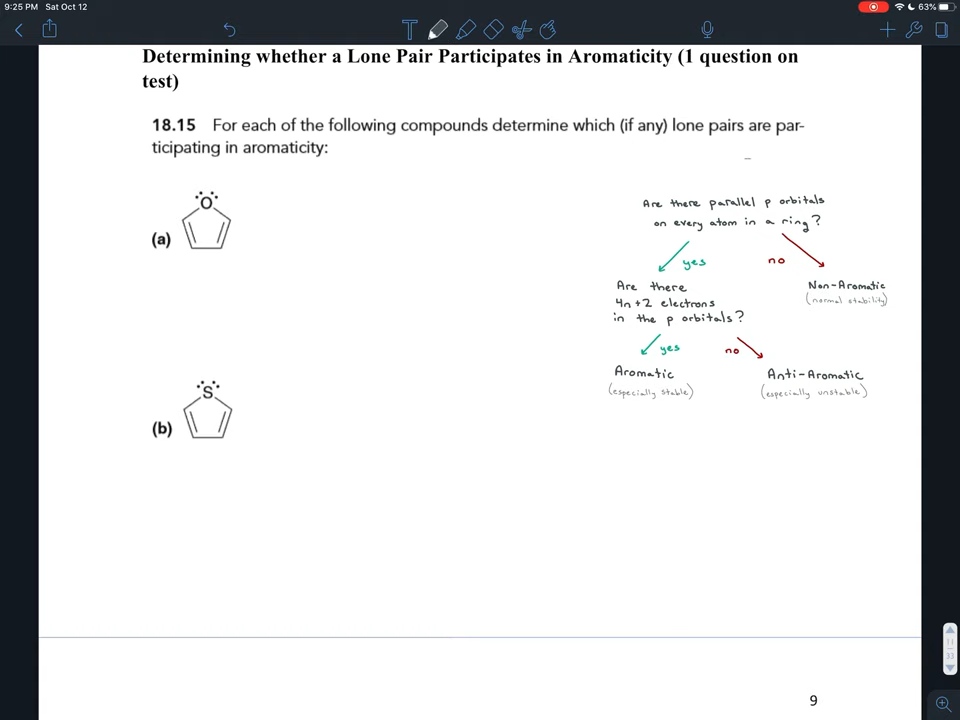 9:25 PM Sat Oct 12
63%
Determining whether a Lone Pair Participates in Aromaticity (1 question on
test)
18.15 For each of the following compounds determine which (if any) lone pairs are par-
ticipating in aromaticity:
O
(a)
S
(b)
Are there parallel p orbitals
on every atom in a ring?
yes
no
Are there
4n+2 electrons
in the p orbitals?
Non-Aromatic
(normal stability)
yes
no
Aromatic
(especially stable)
Anti-Aromatic
(especially unstable)
9